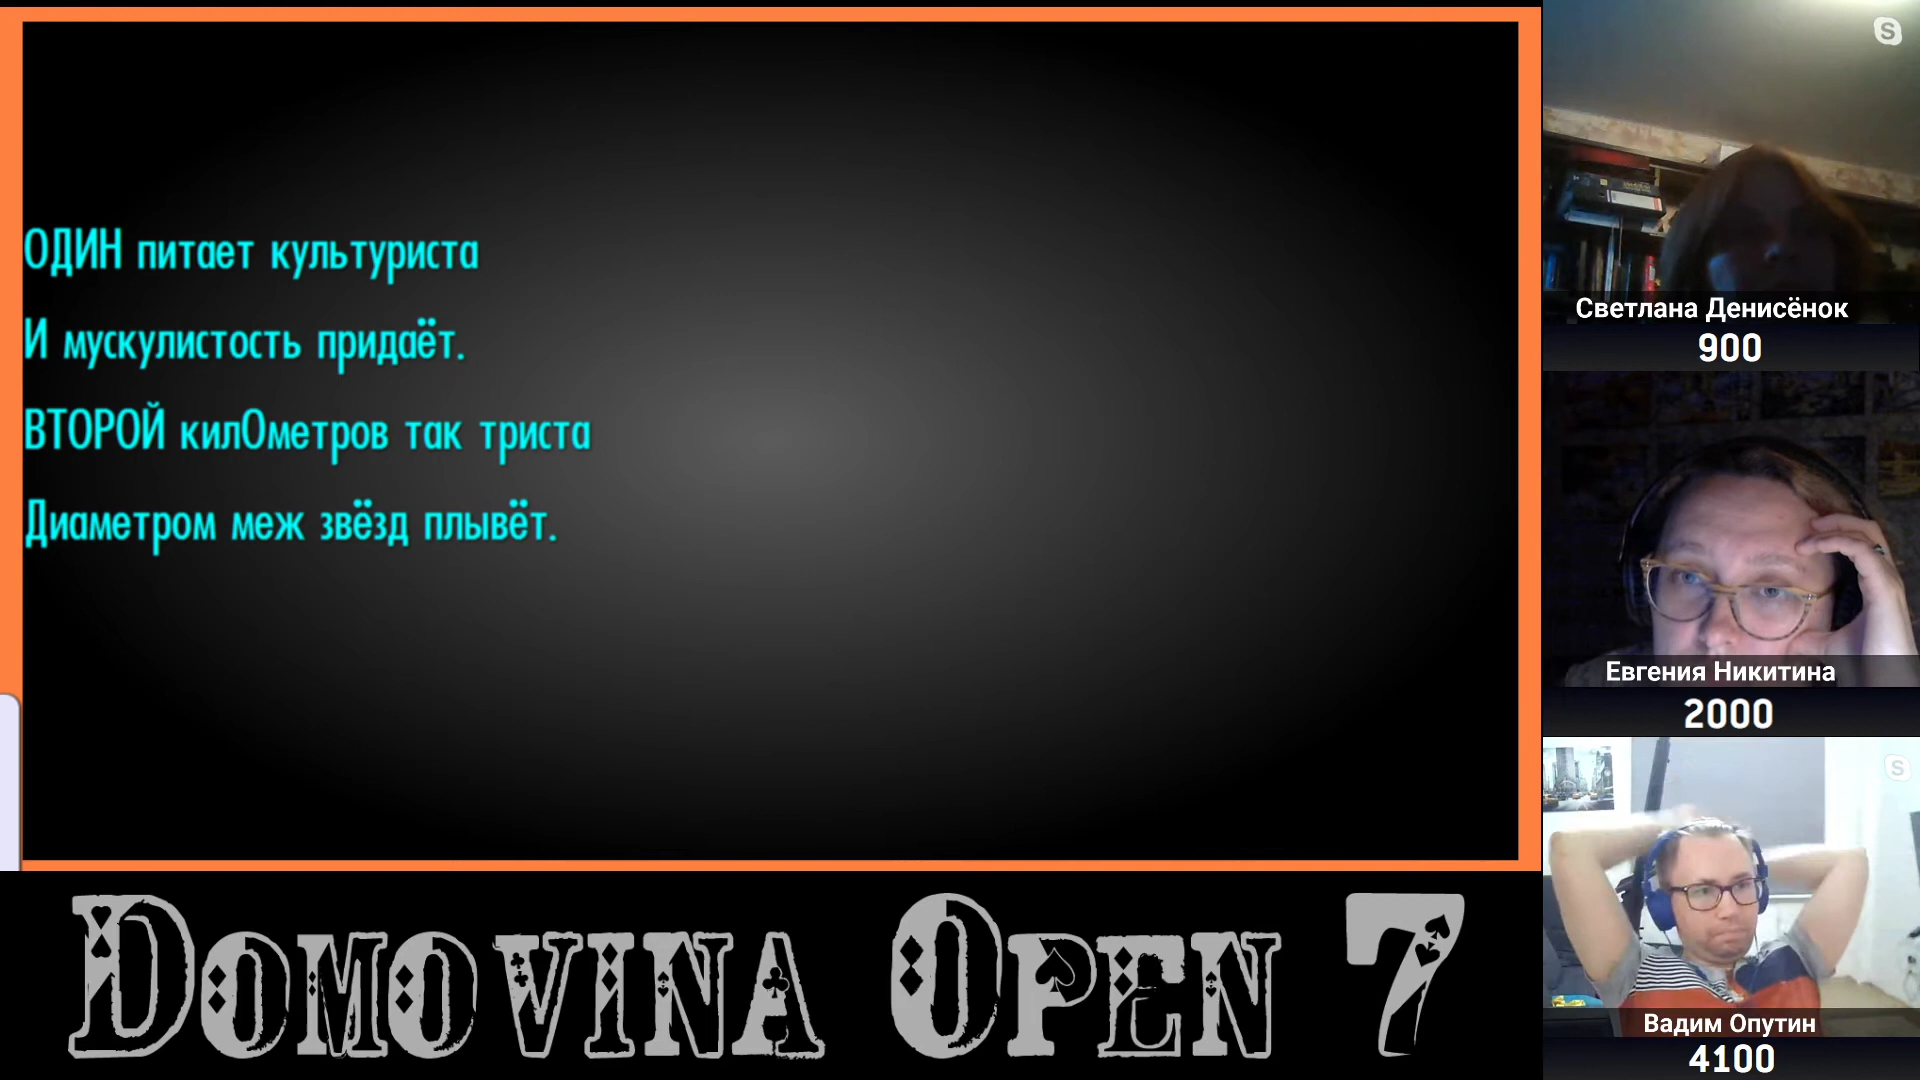 ОДИН питает культуриста
И мускулистость придаёт.
ВТОРОЙ килОметров так триста
Диаметром меж звёзд плывёт.
Светлана Денисёнок
900
Евгения Никитина
2000
Вадим Опутин
4100
DOMOVINA OPEN 7